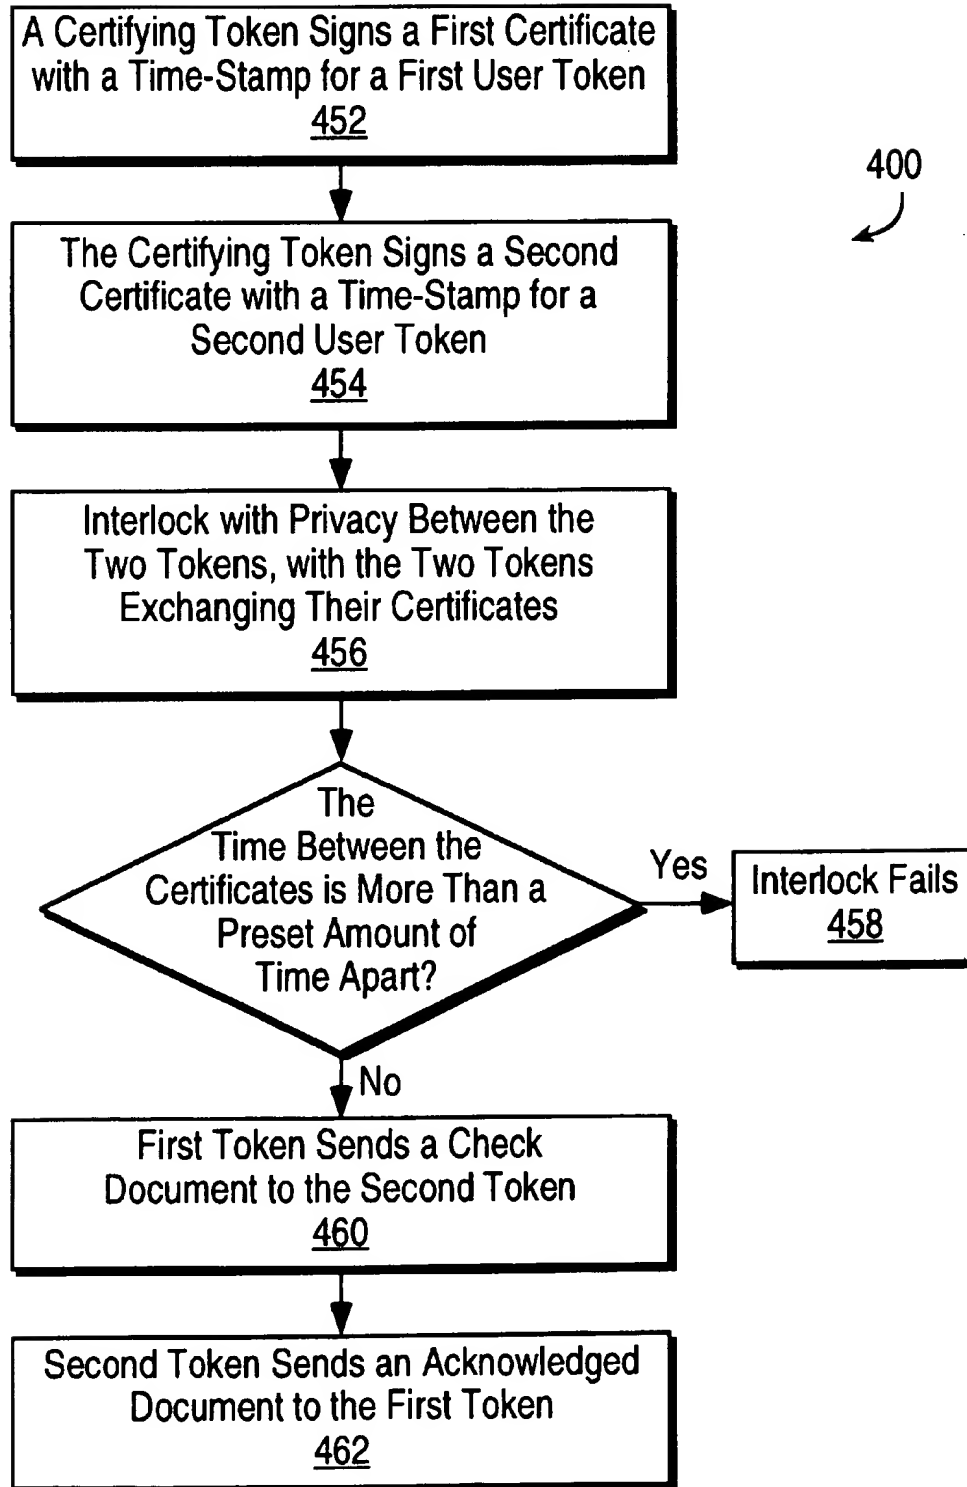 A Certifying Token Signs a First Certificate
with a Time-Stamp for a First User Token
452
400
The Certifying Token Signs a Second
Certificate with a Time-Stamp for a
Second User Token
454
Interlock with Privacy Between the
Two Tokens, with the Two Tokens
Exchanging Their Certificates
456
The
Time Between the
Certificates is More Than a
Preset Amount of
Time Apart?
Yes
Interlock Fails
458
No
First Token Sends a Check
Document to the Second Token
460
Second Token Sends an Acknowledged
Document to the First Token
462